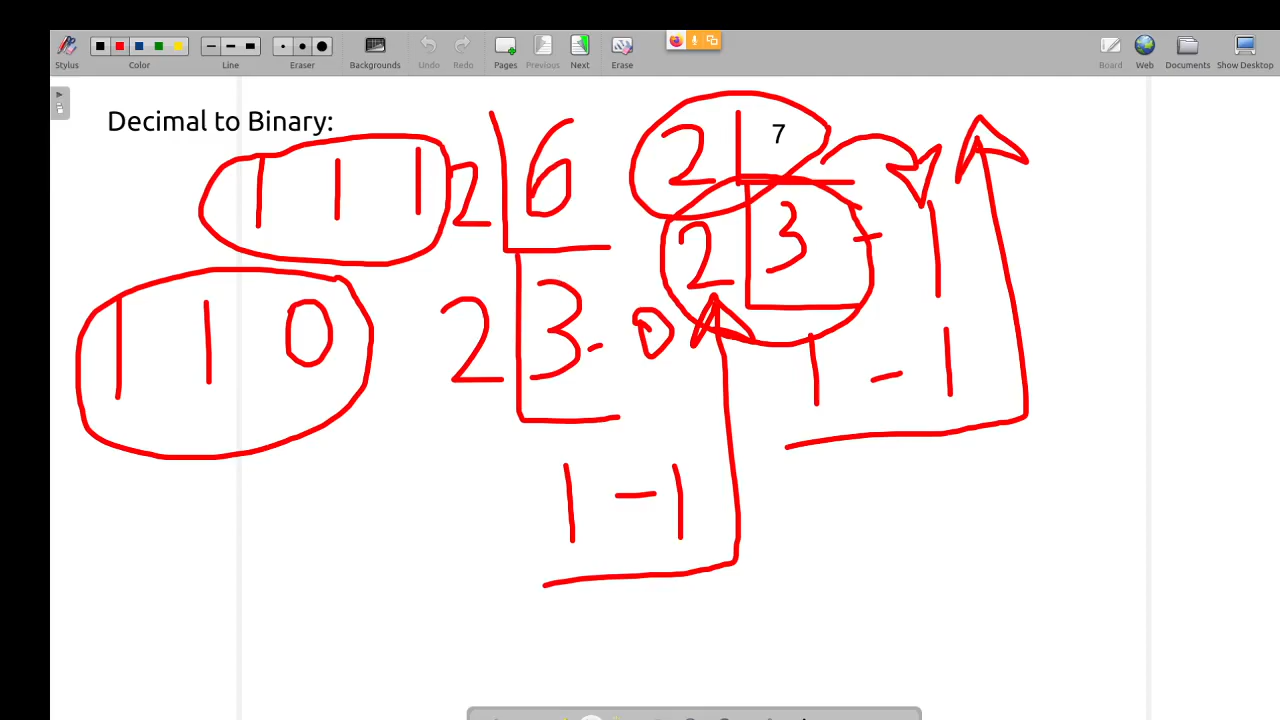 Stylus Color Line Eraser Backgrounds Undo Redo Pages Previous Next Erase Board Web Documents Show Desktop
Decimal to Binary:
1 1 1
2 6
2 3 - 0
1 - 1
1 1 0
2 7
2 3 - 1
1 - 1